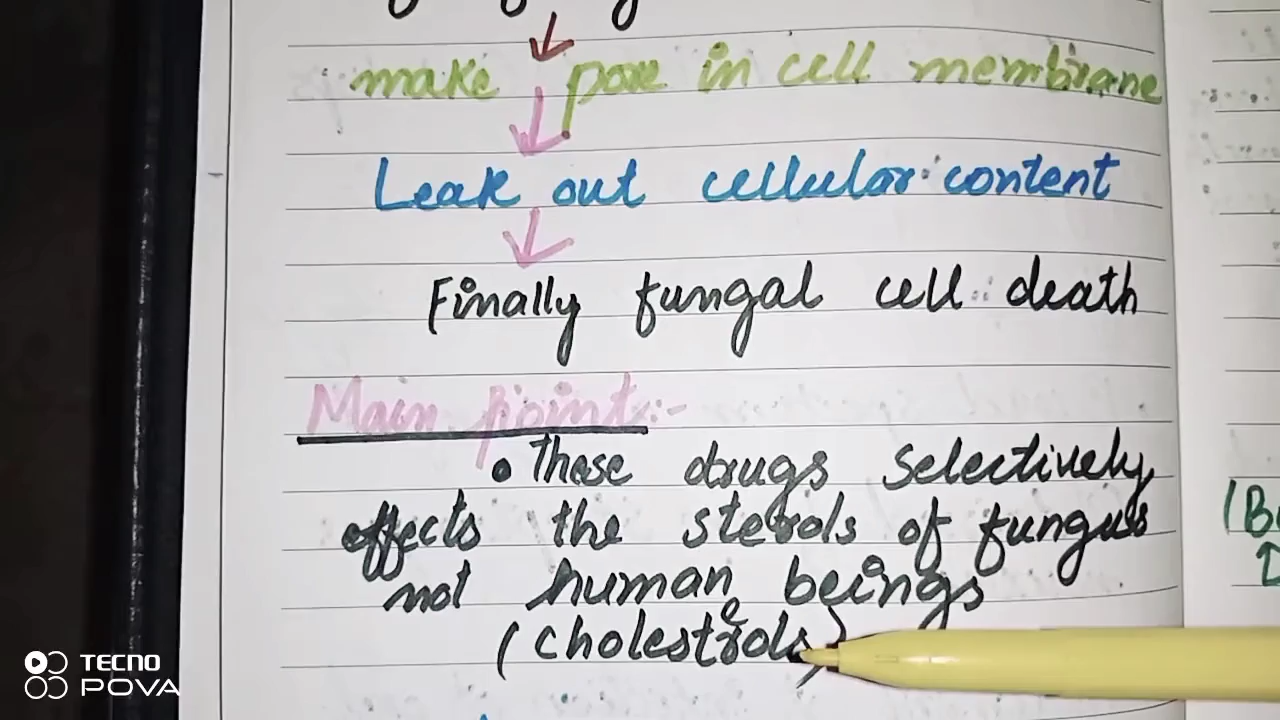 make pore in cell membrane
Leak out cellular content
Finally fungal cell death
Main point:-
• These drugs selectively
effects the sterols of fungus
not human beings
(cholestrols)
TECNO
POVA